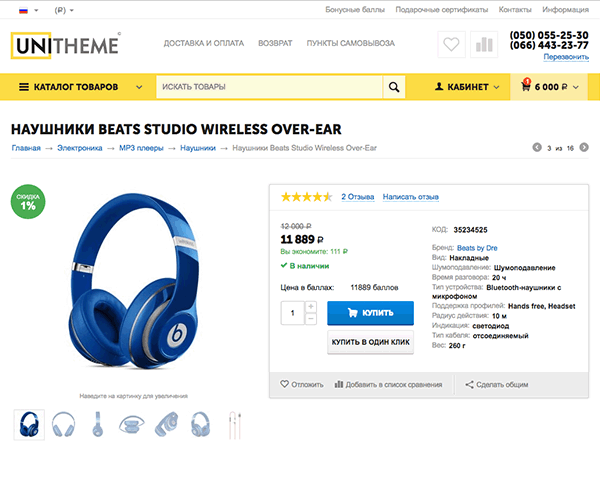 (₽)
Бонусные баллы Подарочные сертификаты Контакты Информация
UNITHEME©
ДОСТАВКА И ОПЛАТА ВОЗВРАТ ПУНКТЫ САМОВЫВОЗА
(050) 055-25-30
(066) 443-23-77
Перезвонить
КАТАЛОГ ТОВАРОВ ИСКАТЬ ТОВАРЫ КАБИНЕТ 1 6 000 ₽
НАУШНИКИ BEATS STUDIO WIRELESS OVER-EAR
Главная → Электроника → MP3 плееры → Наушники → Наушники Beats Studio Wireless Over-Ear
3 из 16
СКИДКА
1%
beats
b
Наведите на картинку для увеличения
2 Отзыва Написать отзыв
12 000 ₽
11 889 ₽
Вы экономите: 111 ₽
В наличии
Цена в баллах: 11889 баллов
1 + − КУПИТЬ
КУПИТЬ В ОДИН КЛИК
КОД: 35234525
Бренд: Beats by Dre
Вид: Накладные
Шумоподавление: Шумоподавление
Время разговора: 20 ч
Тип устройства: Bluetooth-наушники с
микрофоном
Поддержка профилей: Hands free, Headset
Радиус действия: 10 м
Индикация: светодиод
Тип кабеля: отсоединяемый
Вес: 260 г
Отложить Добавить в список сравнения Сделать общим